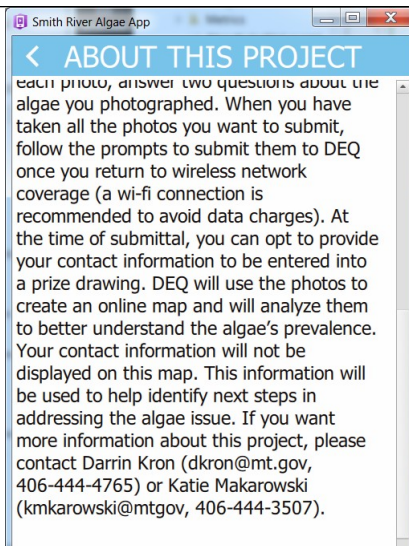 Smith River Algae App
< ABOUT THIS PROJECT
each photo, answer two questions about the
algae you photographed. When you have
taken all the photos you want to submit,
follow the prompts to submit them to DEQ
once you return to wireless network
coverage (a wi-fi connection is
recommended to avoid data charges). At
the time of submittal, you can opt to provide
your contact information to be entered into
a prize drawing. DEQ will use the photos to
create an online map and will analyze them
to better understand the algae's prevalence.
Your contact information will not be
displayed on this map. This information will
be used to help identify next steps in
addressing the algae issue. If you want
more information about this project, please
contact Darrin Kron (dkron@mt.gov,
406-444-4765) or Katie Makarowski
(kmkarowski@mtgov, 406-444-3507).